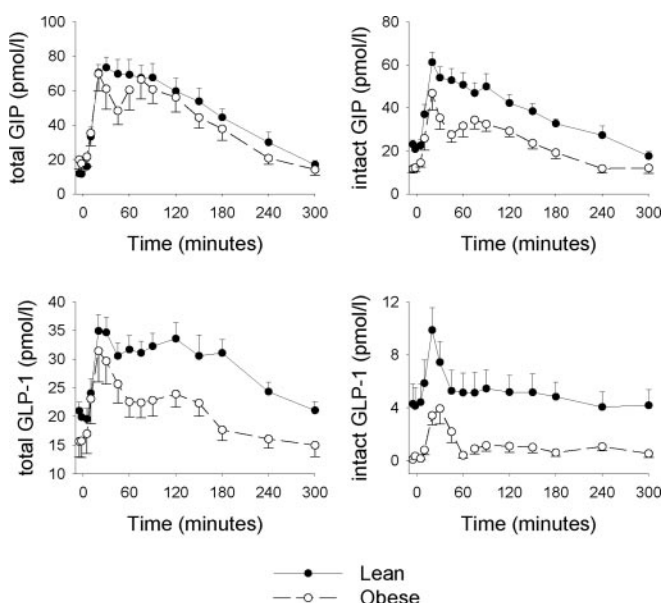 total GIP (pmol/l)
100
80
60
40
20
0
0 60 120 180 240 300
Time (minutes)
intact GIP (pmol/l)
80
60
40
20
0
0 60 120 180 240 300
Time (minutes)
total GLP-1 (pmol/l)
40
35
30
25
20
15
10
0 60 120 180 240 300
Time (minutes)
intact GLP-1 (pmol/l)
12
8
4
0
0 60 120 180 240 300
Time (minutes)
Lean
Obese